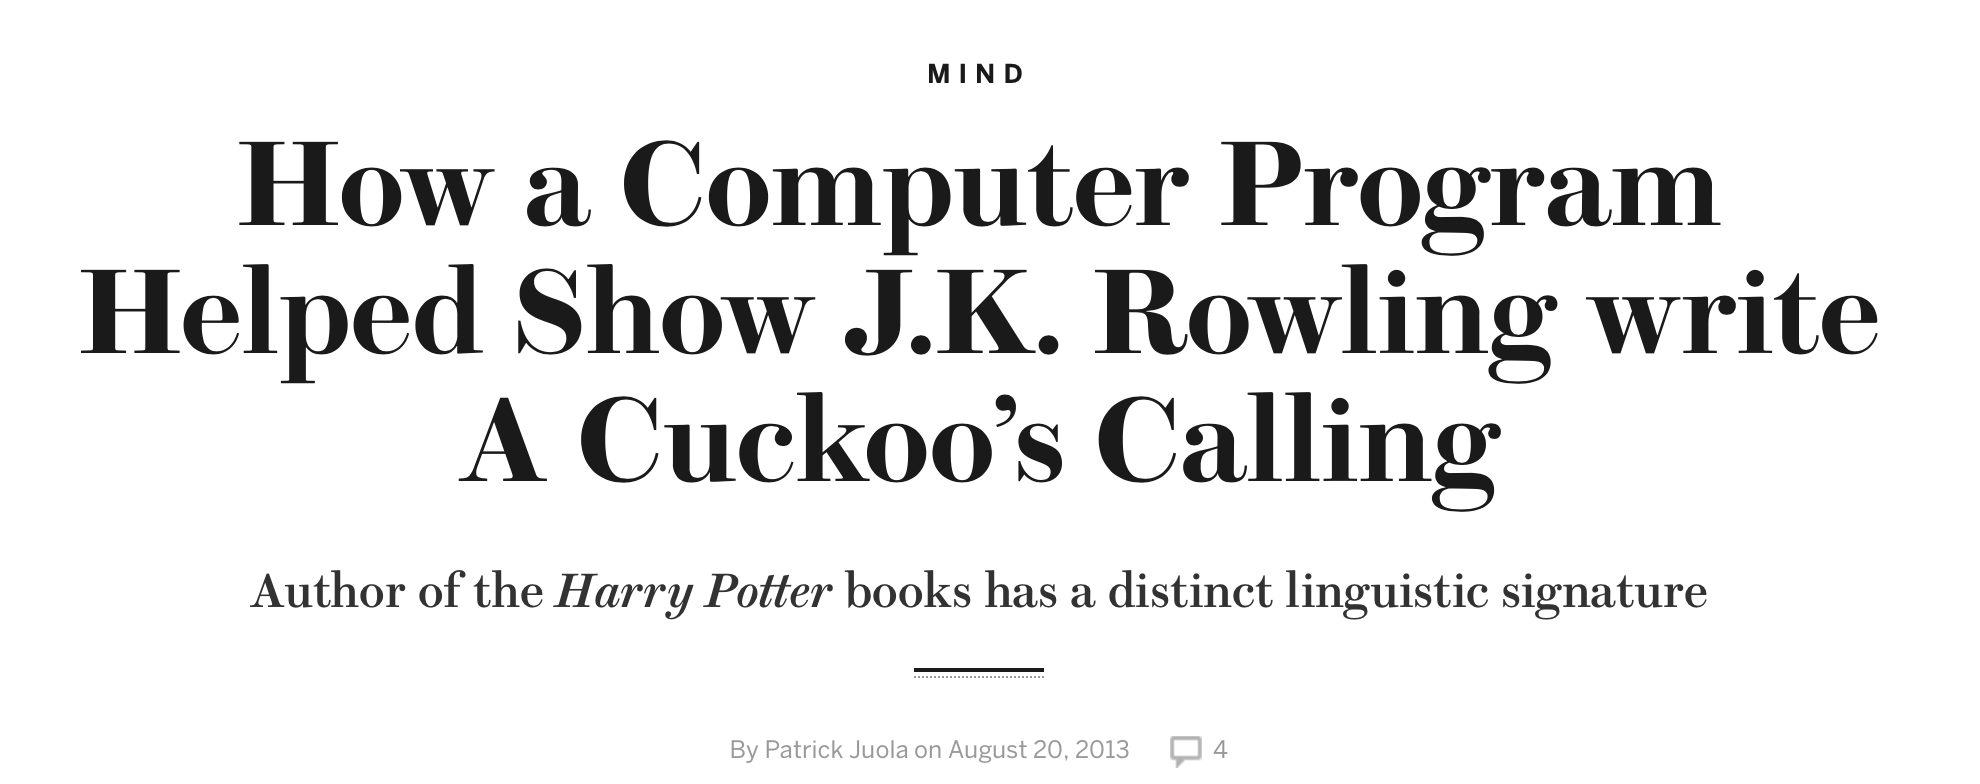 MIND
How a Computer Program
Helped Show J.K. Rowling write
A Cuckoo’s Calling
Author of the Harry Potter books has a distinct linguistic signature
By Patrick Juola on August 20, 2013 4